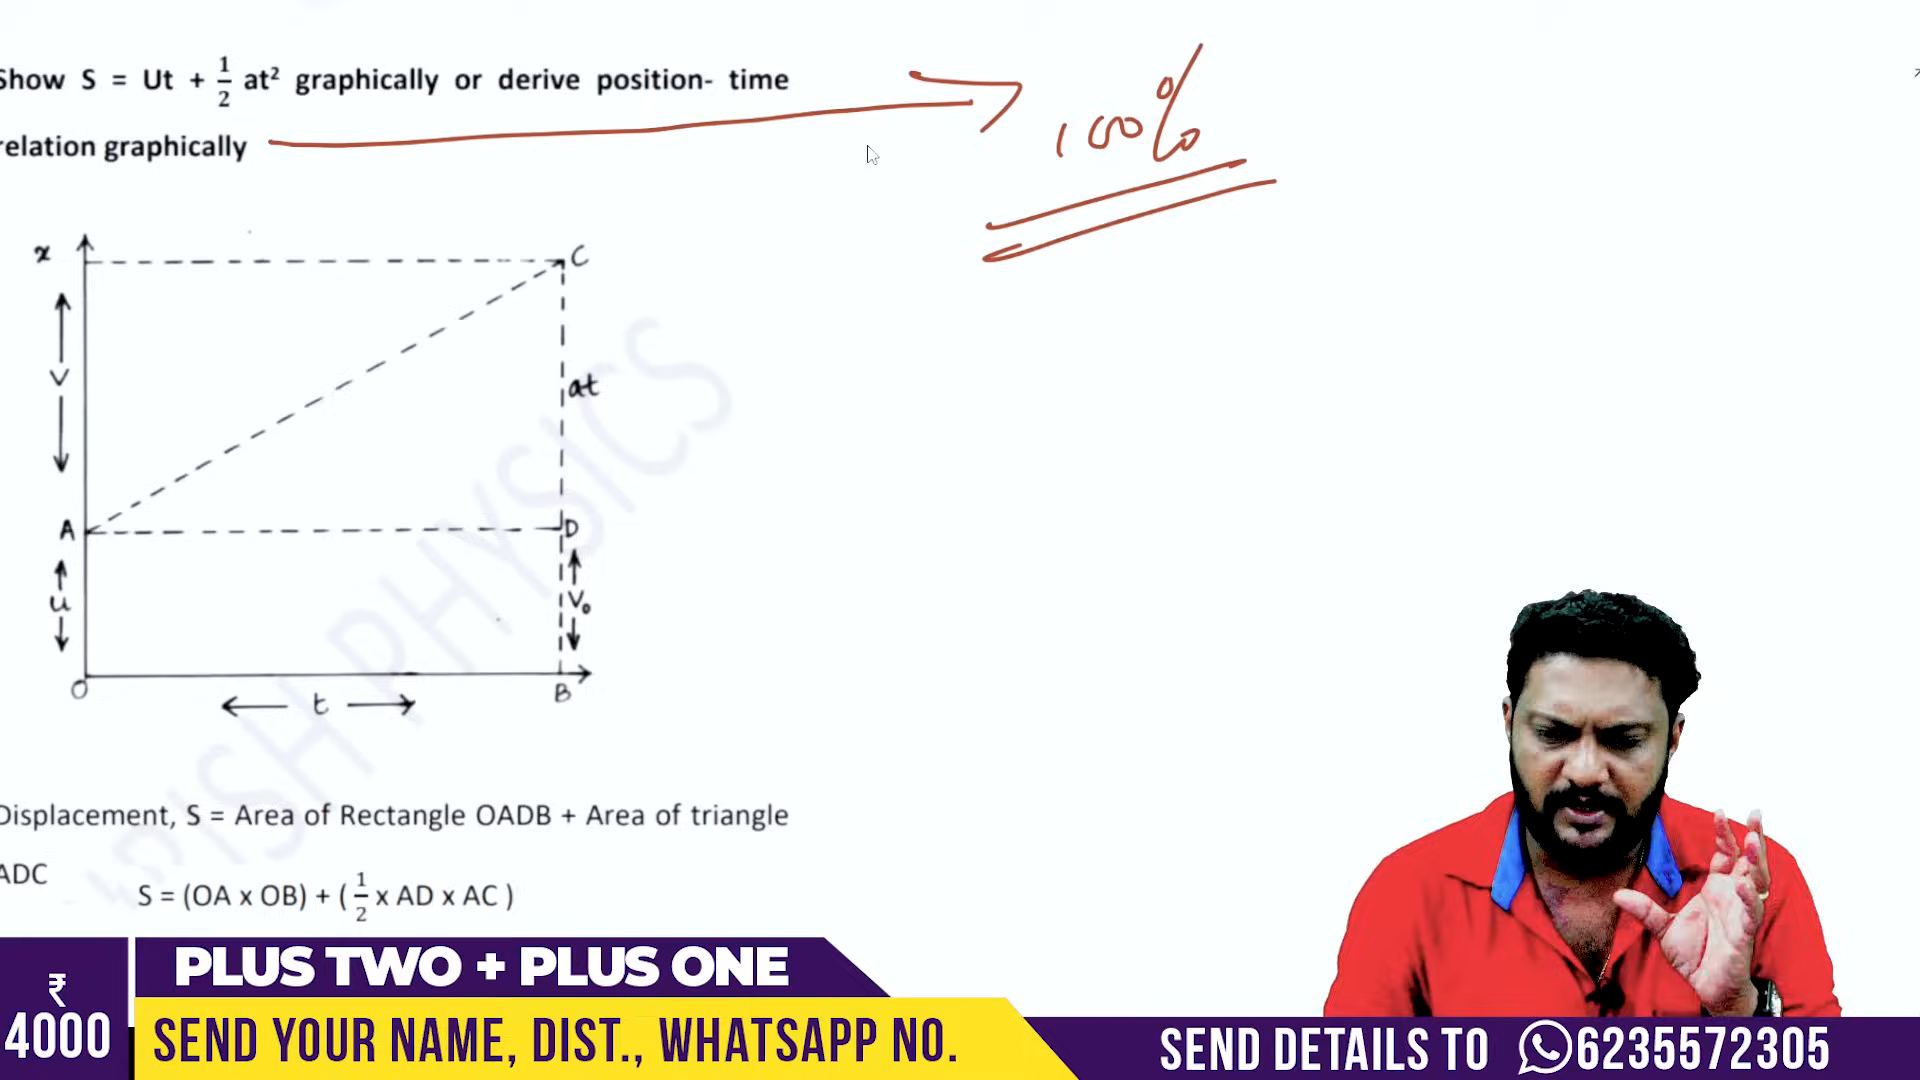 Show S = Ut + 1/2 at² graphically or derive position- time
relation graphically
100%
x
C
V
at
A
D
u
V₀
O
t
B
ISH PHYSICS
Displacement, S = Area of Rectangle OADB + Area of triangle
ADC
S = (OA x OB) + ( 1/2 x AD x AC )
₹
4000
PLUS TWO + PLUS ONE
SEND YOUR NAME, DIST., WHATSAPP NO.
SEND DETAILS TO 6235572305